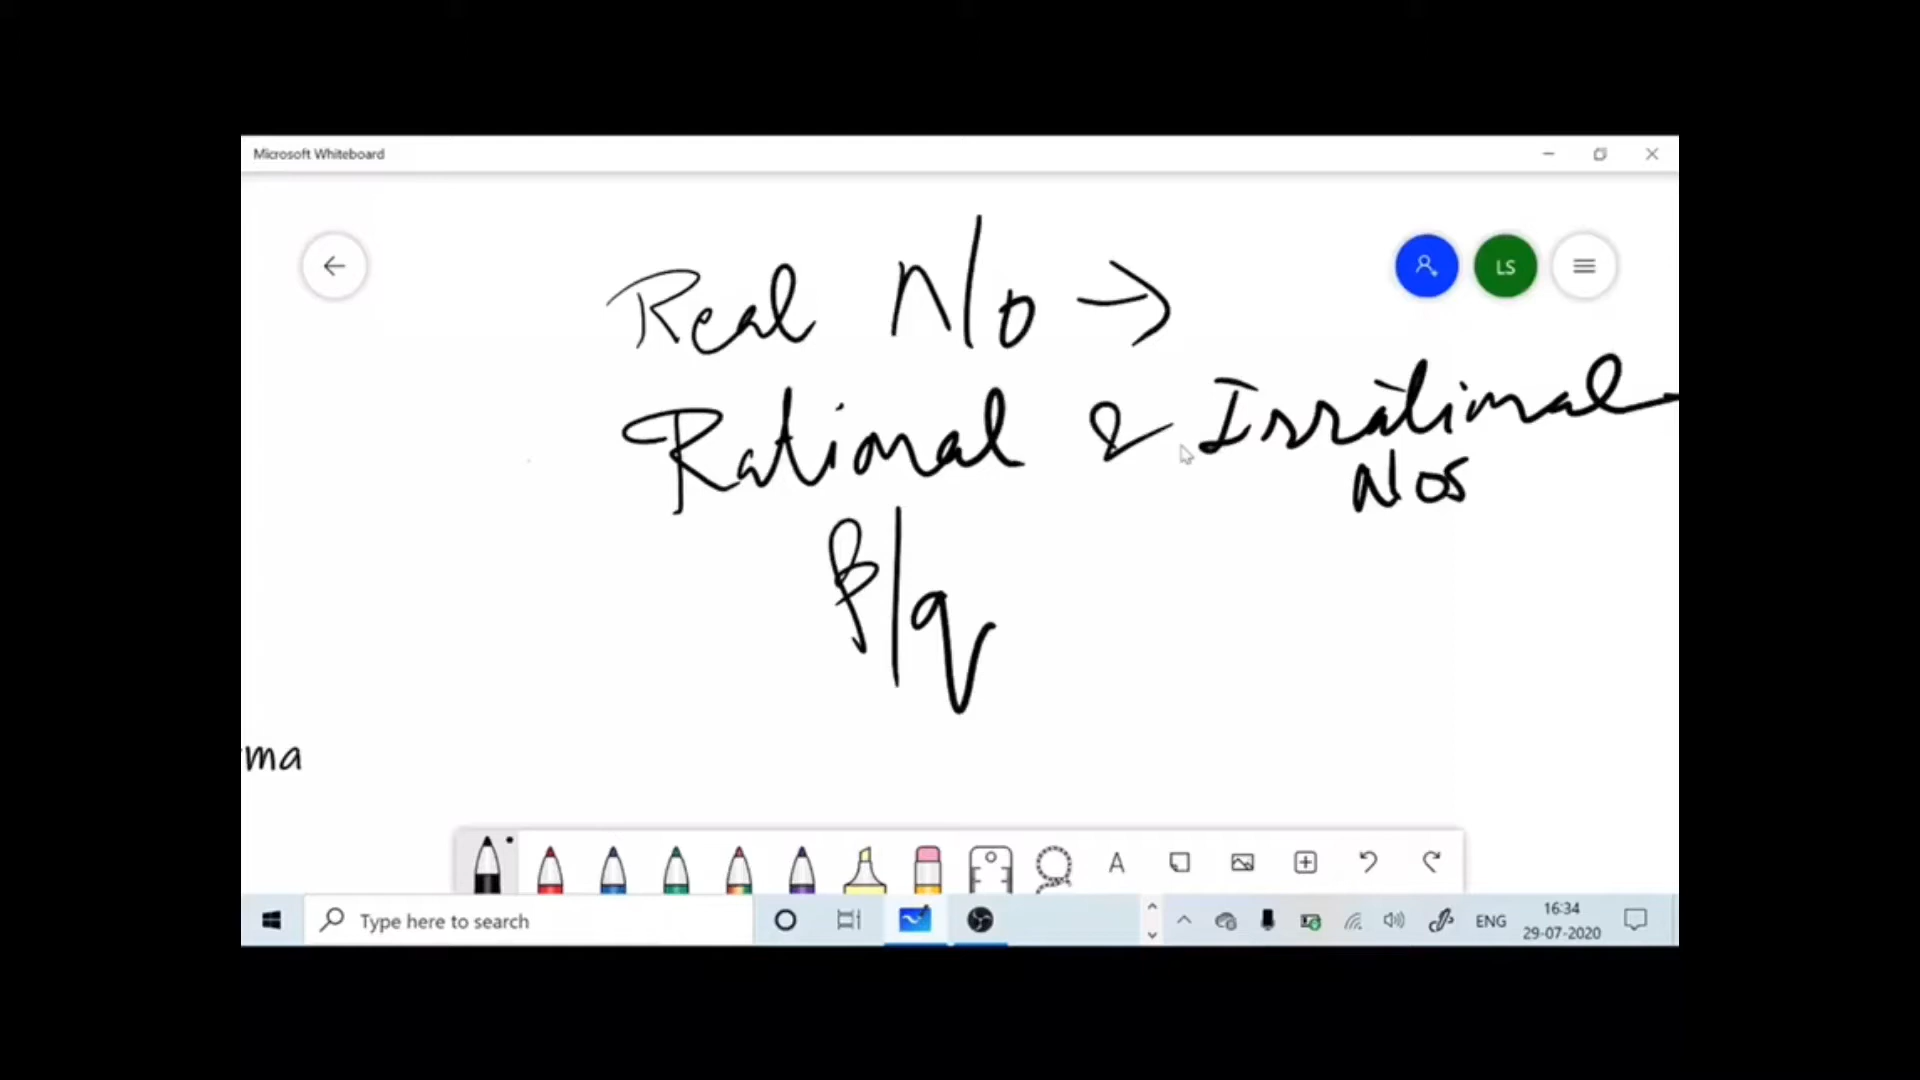 Microsoft Whiteboard
LS
Real N/o →
Rational & Irrational
Nos
P/q
ma
A
Type here to search
ENG
16:34
29-07-2020